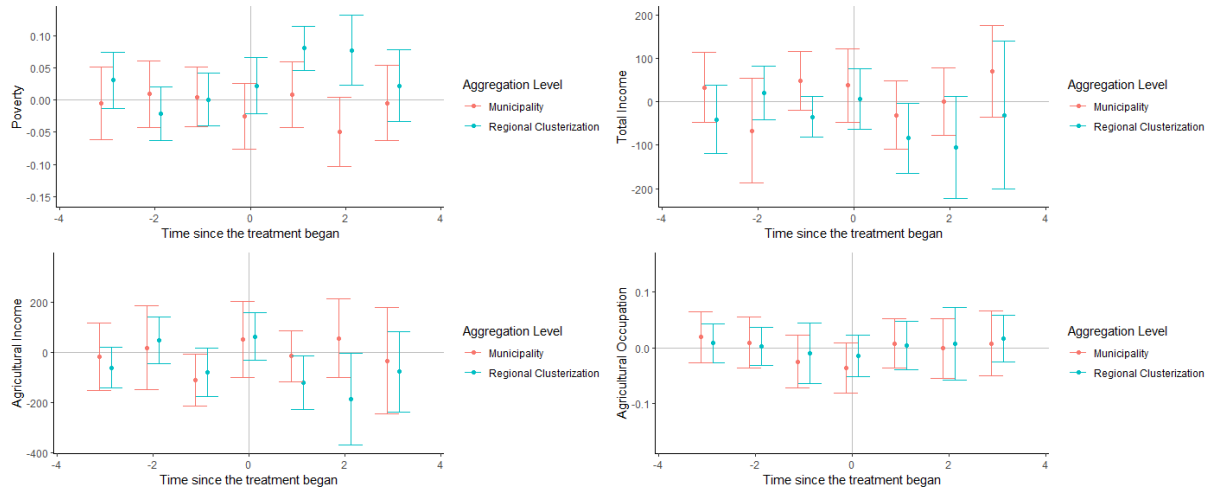 Poverty
0.10
0.05
0.00
-0.05
-0.10
-0.15
-4
-2
0
2
4
Time since the treatment began
Aggregation Level
Municipality
Regional Clusterization
Total Income
200
100
0
-100
-200
-4
-2
0
2
4
Time since the treatment began
Aggregation Level
Municipality
Regional Clusterization
Agricultural Income
200
0
-200
-400
-4
-2
0
2
4
Time since the treatment began
Aggregation Level
Municipality
Regional Clusterization
Agricultural Occupation
0.1
0.0
-0.1
-4
-2
0
2
4
Time since the treatment began
Aggregation Level
Municipality
Regional Clusterization